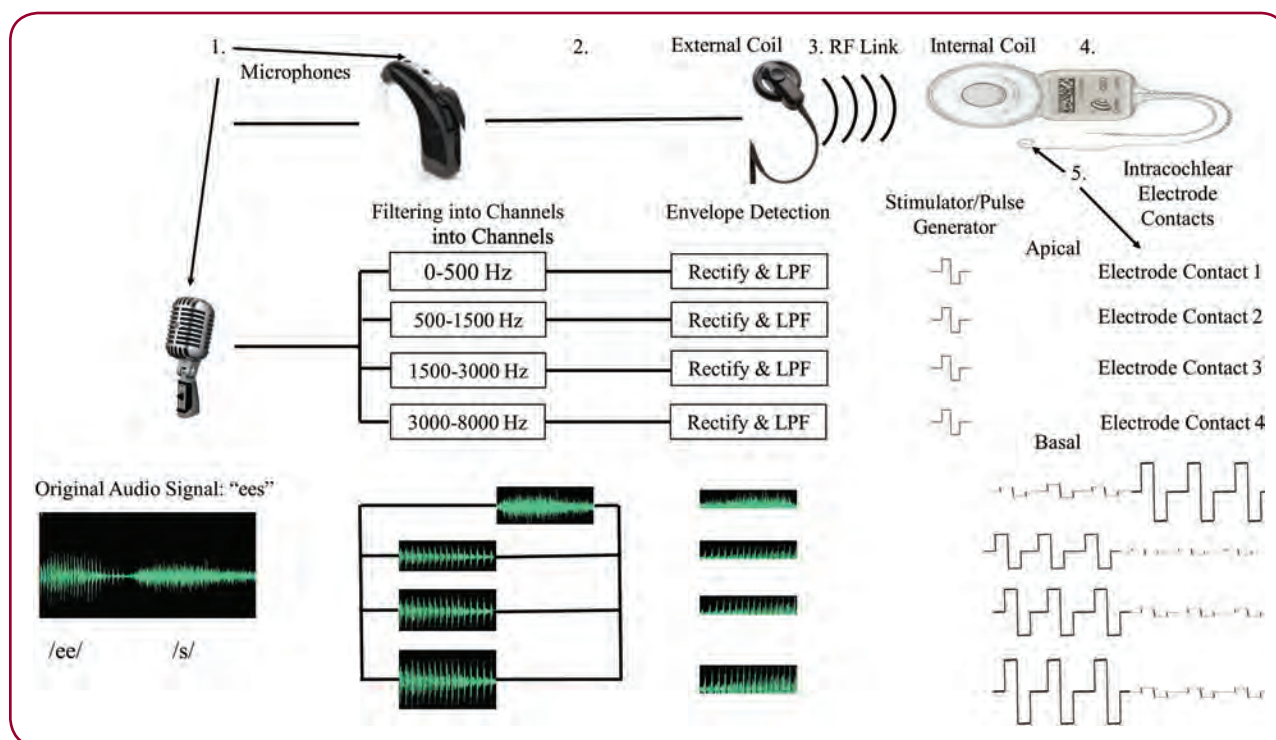 1.
Microphones
2.
External Coil
3. RF Link
Internal Coil
4.
5.
Intracochlear
Electrode
Contacts
Filtering into Channels
into Channels
Envelope Detection
Stimulator/Pulse
Generator
Apical
0-500 Hz
Rectify & LPF
Electrode Contact 1
500-1500 Hz
Rectify & LPF
Electrode Contact 2
1500-3000 Hz
Rectify & LPF
Electrode Contact 3
3000-8000 Hz
Rectify & LPF
Electrode Contact 4
Basal
Original Audio Signal: “ees”
/ee/
/s/